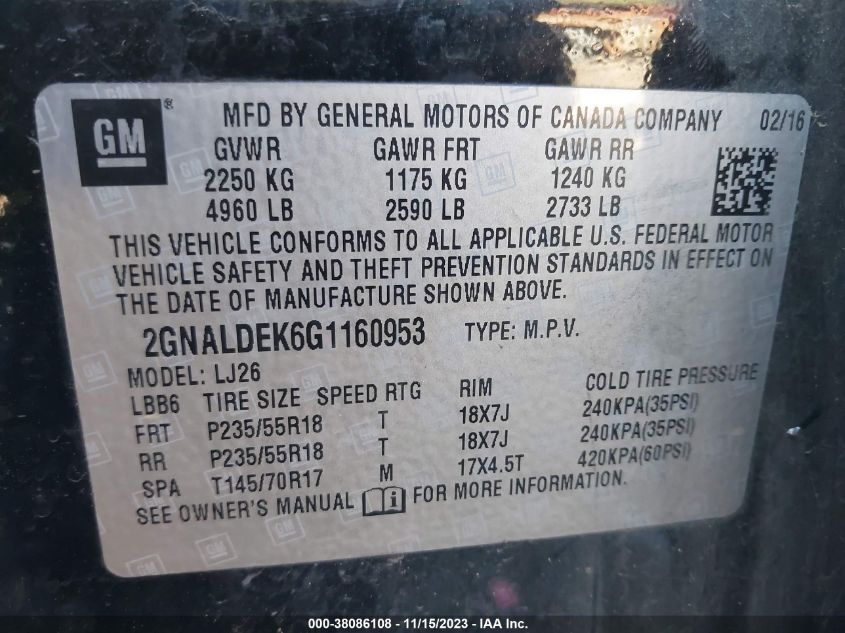 GM ® MFD BY GENERAL MOTORS OF CANADA COMPANY 02/16
GVWR GAWR FRT GAWR RR
2250 KG 1175 KG 1240 KG
4960 LB 2590 LB 2733 LB
THIS VEHICLE CONFORMS TO ALL APPLICABLE U.S. FEDERAL MOTOR
VEHICLE SAFETY AND THEFT PREVENTION STANDARDS IN EFFECT ON
THE DATE OF MANUFACTURE SHOWN ABOVE.
2GNALDEK6G1160953 TYPE: M.P.V.
MODEL: LJ26
LBB6 TIRE SIZE SPEED RTG RIM COLD TIRE PRESSURE
FRT P235/55R18 T 18X7J 240KPA(35PSI)
RR P235/55R18 T 18X7J 240KPA(35PSI)
SPA T145/70R17 M 17X4.5T 420KPA(60PSI)
SEE OWNER'S MANUAL i FOR MORE INFORMATION.
000-38086108 - 11/15/2023 - IAA Inc.